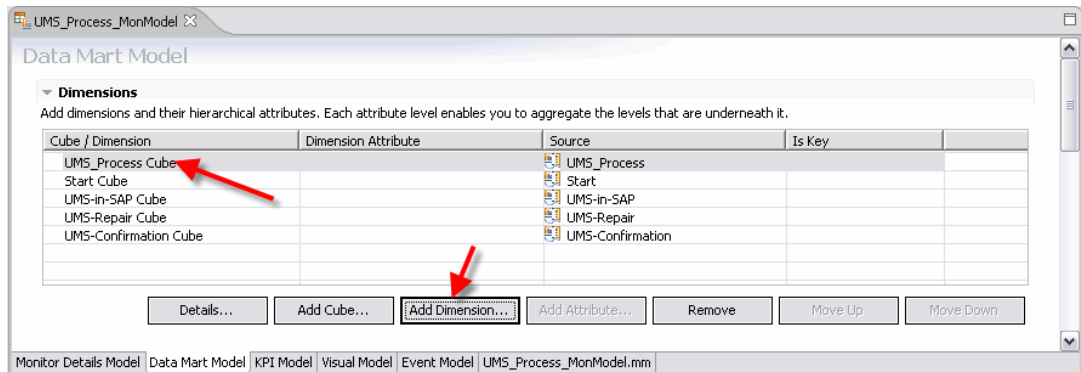 UMS_Process_MonModel
Data Mart Model
Dimensions
Add dimensions and their hierarchical attributes. Each attribute level enables you to aggregate the levels that are underneath it.
Cube / Dimension Dimension Attribute Source Is Key
UMS_Process Cube UMS_Process
Start Cube Start
UMS-in-SAP Cube UMS-in-SAP
UMS-Repair Cube UMS-Repair
UMS-Confirmation Cube UMS-Confirmation
Details... Add Cube... Add Dimension... Add Attribute... Remove Move Up Move Down
Monitor Details Model Data Mart Model KPI Model Visual Model Event Model UMS_Process_MonModel.mm